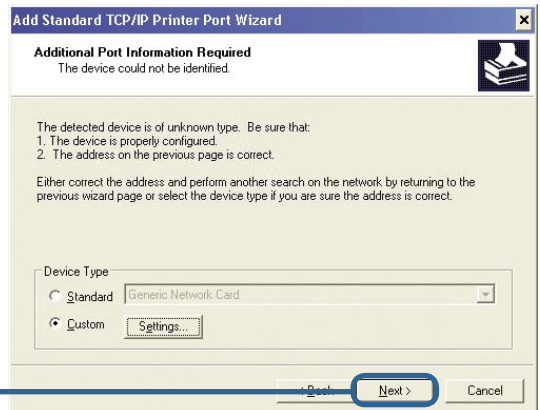 Add Standard TCP/IP Printer Port Wizard
Additional Port Information Required
The device could not be identified.
The detected device is of unknown type.  Be sure that:
1. The device is properly configured.
2.  The address on the previous page is correct.
Either correct the address and perform another search on the network by returning to the
previous wizard page or select the device type if you are sure the address is correct.
Device Type
Standard Generic Network Card
Custom Settings...
< Back Next > Cancel